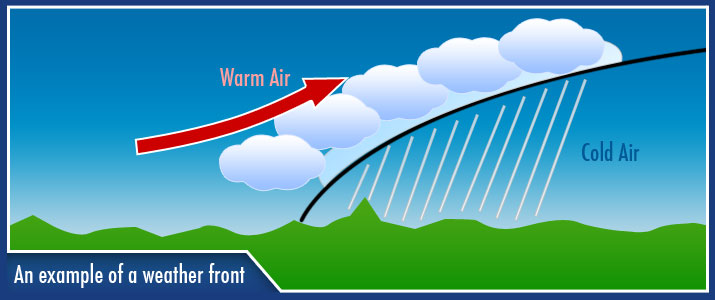 Warm Air
Cold Air
An example of a weather front